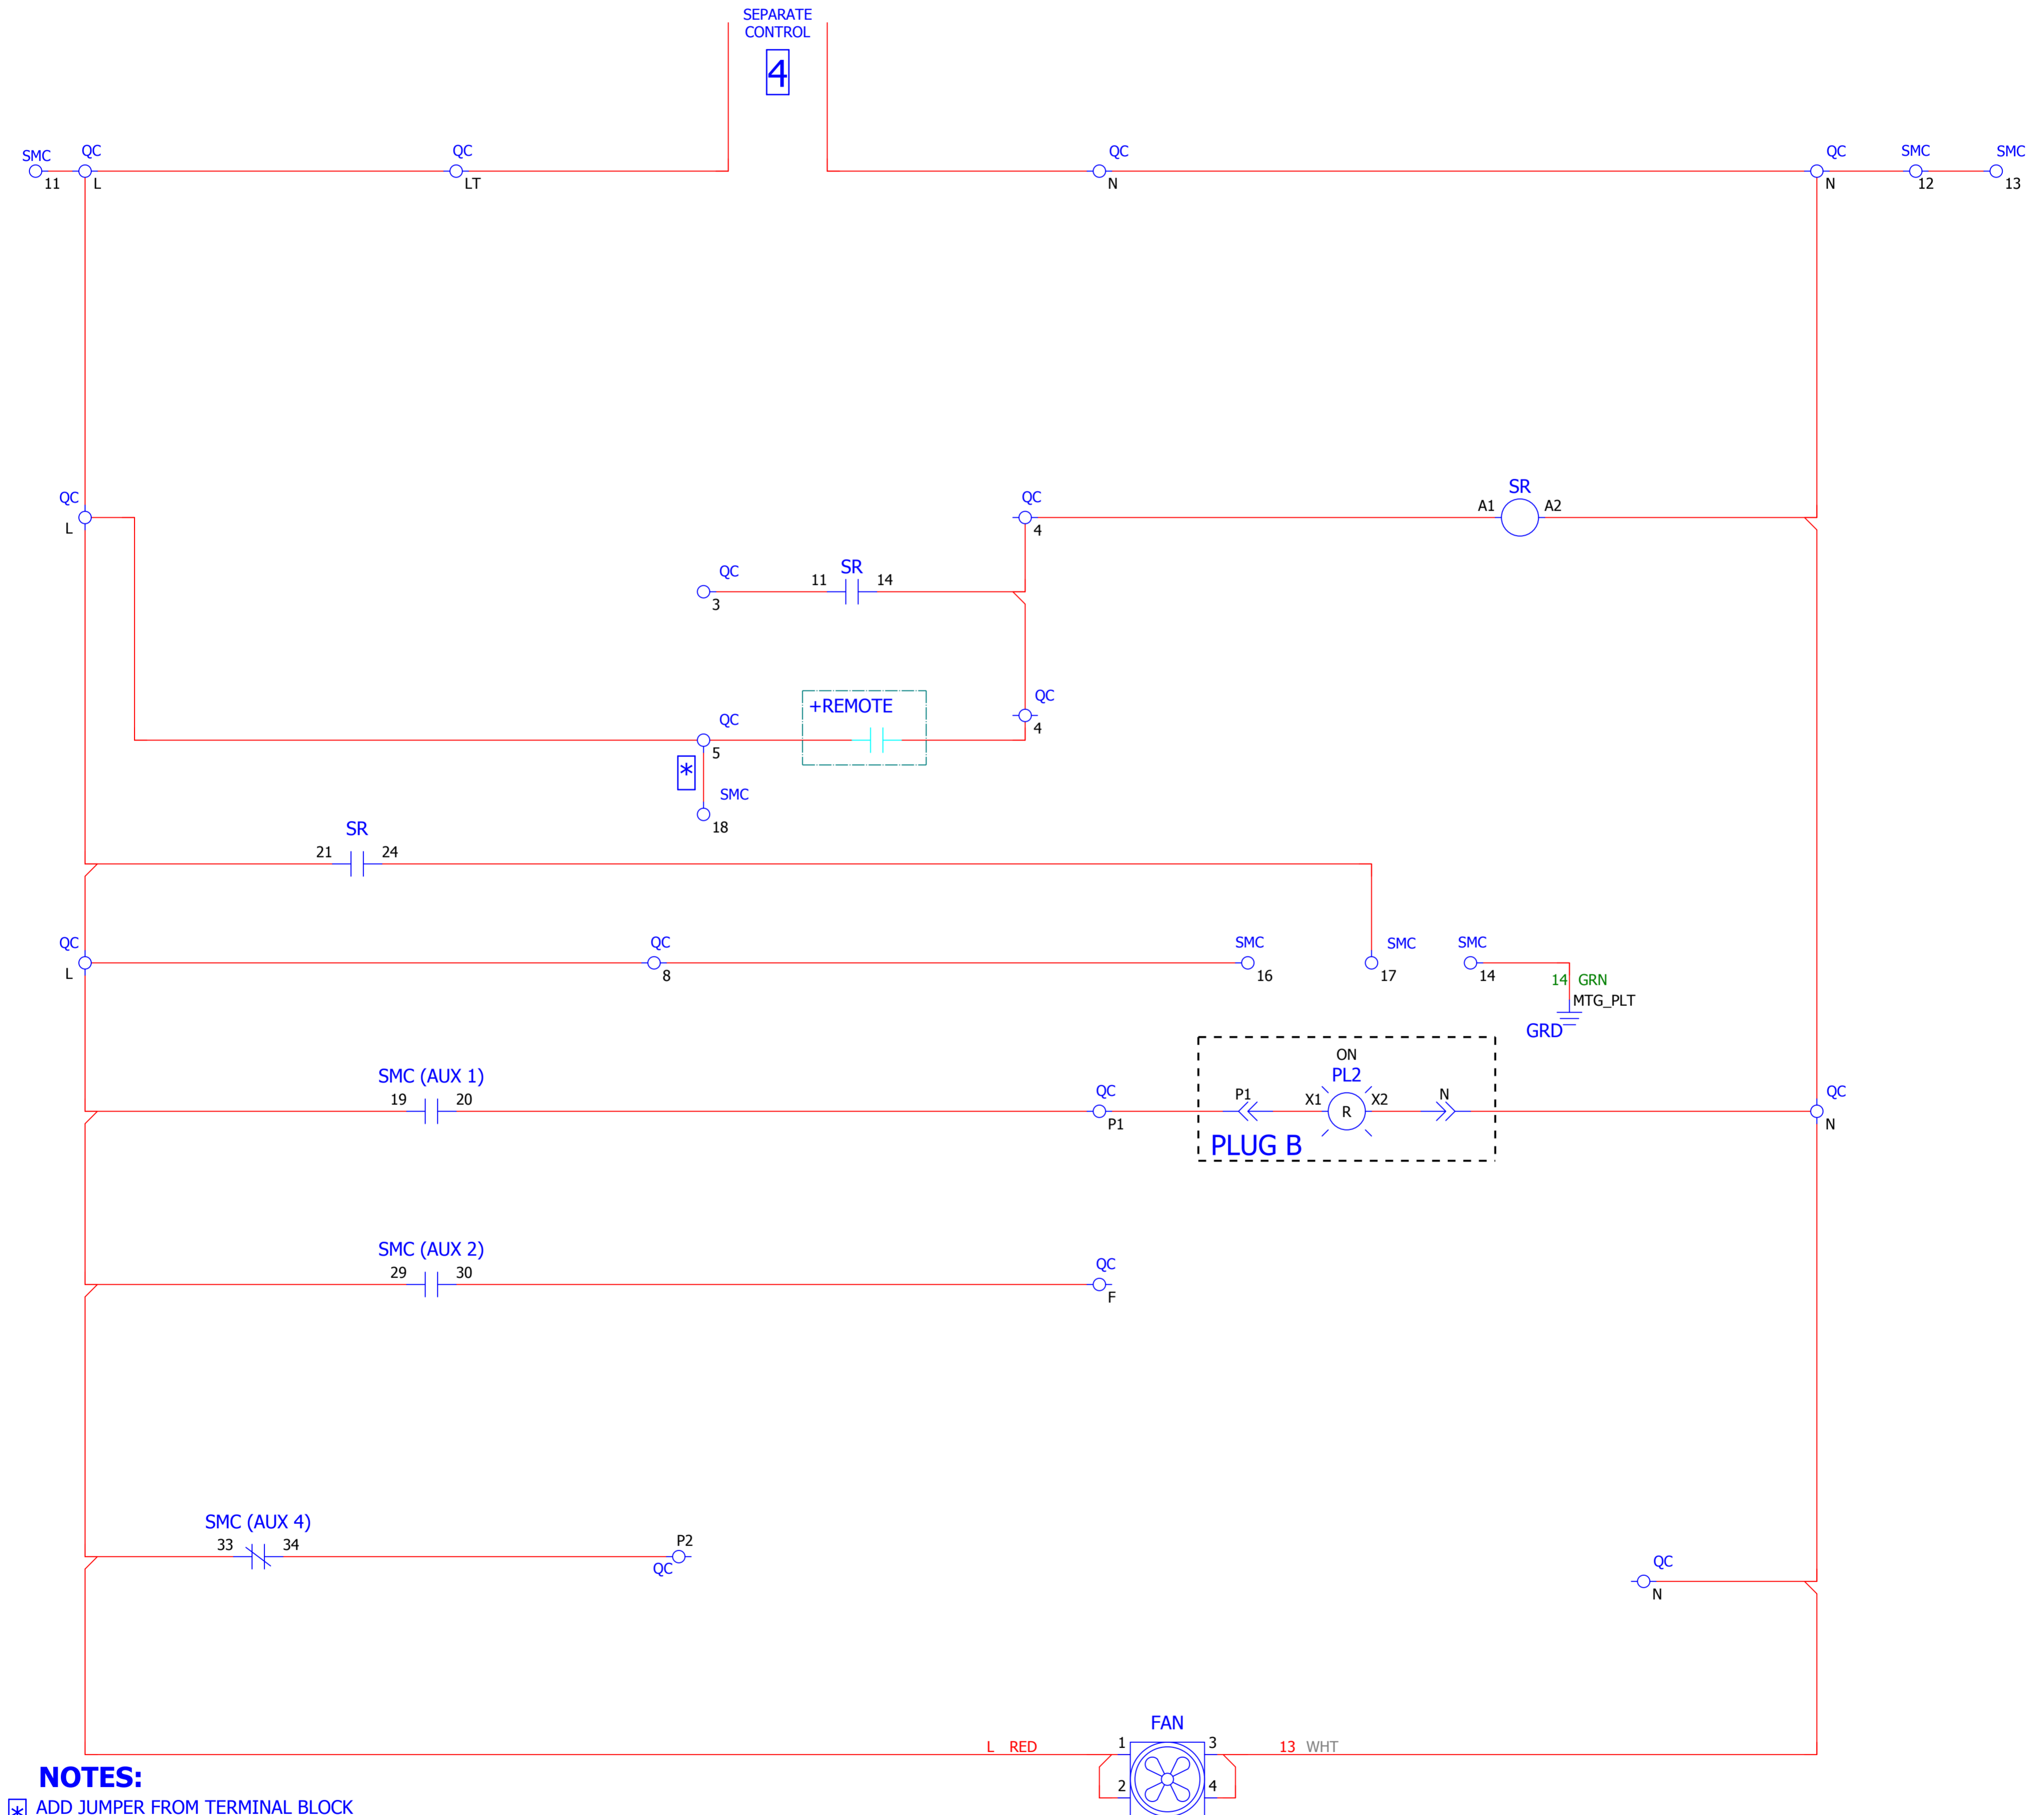 SEPARATE
CONTROL
4
SMC
11
QC
L
QC
LT
QC
N
QC
N
SMC
12
SMC
13
QC
L
QC
4
A1
SR
A2
QC
3
11
SR
14
QC
4
+REMOTE
QC
5
*
SMC
18
SR
21
24
QC
L
QC
8
SMC
16
SMC
17
SMC
14
14 GRN
MTG_PLT
GRD
SMC (AUX 1)
19
20
QC
P1
ON
PL2
P1
X1
R
X2
N
PLUG B
QC
N
SMC (AUX 2)
29
30
QC
F
SMC (AUX 4)
33
34
P2
QC
QC
N
FAN
L RED
1
3
13 WHT
2
4
NOTES:
* ADD JUMPER FROM TERMINAL BLOCK